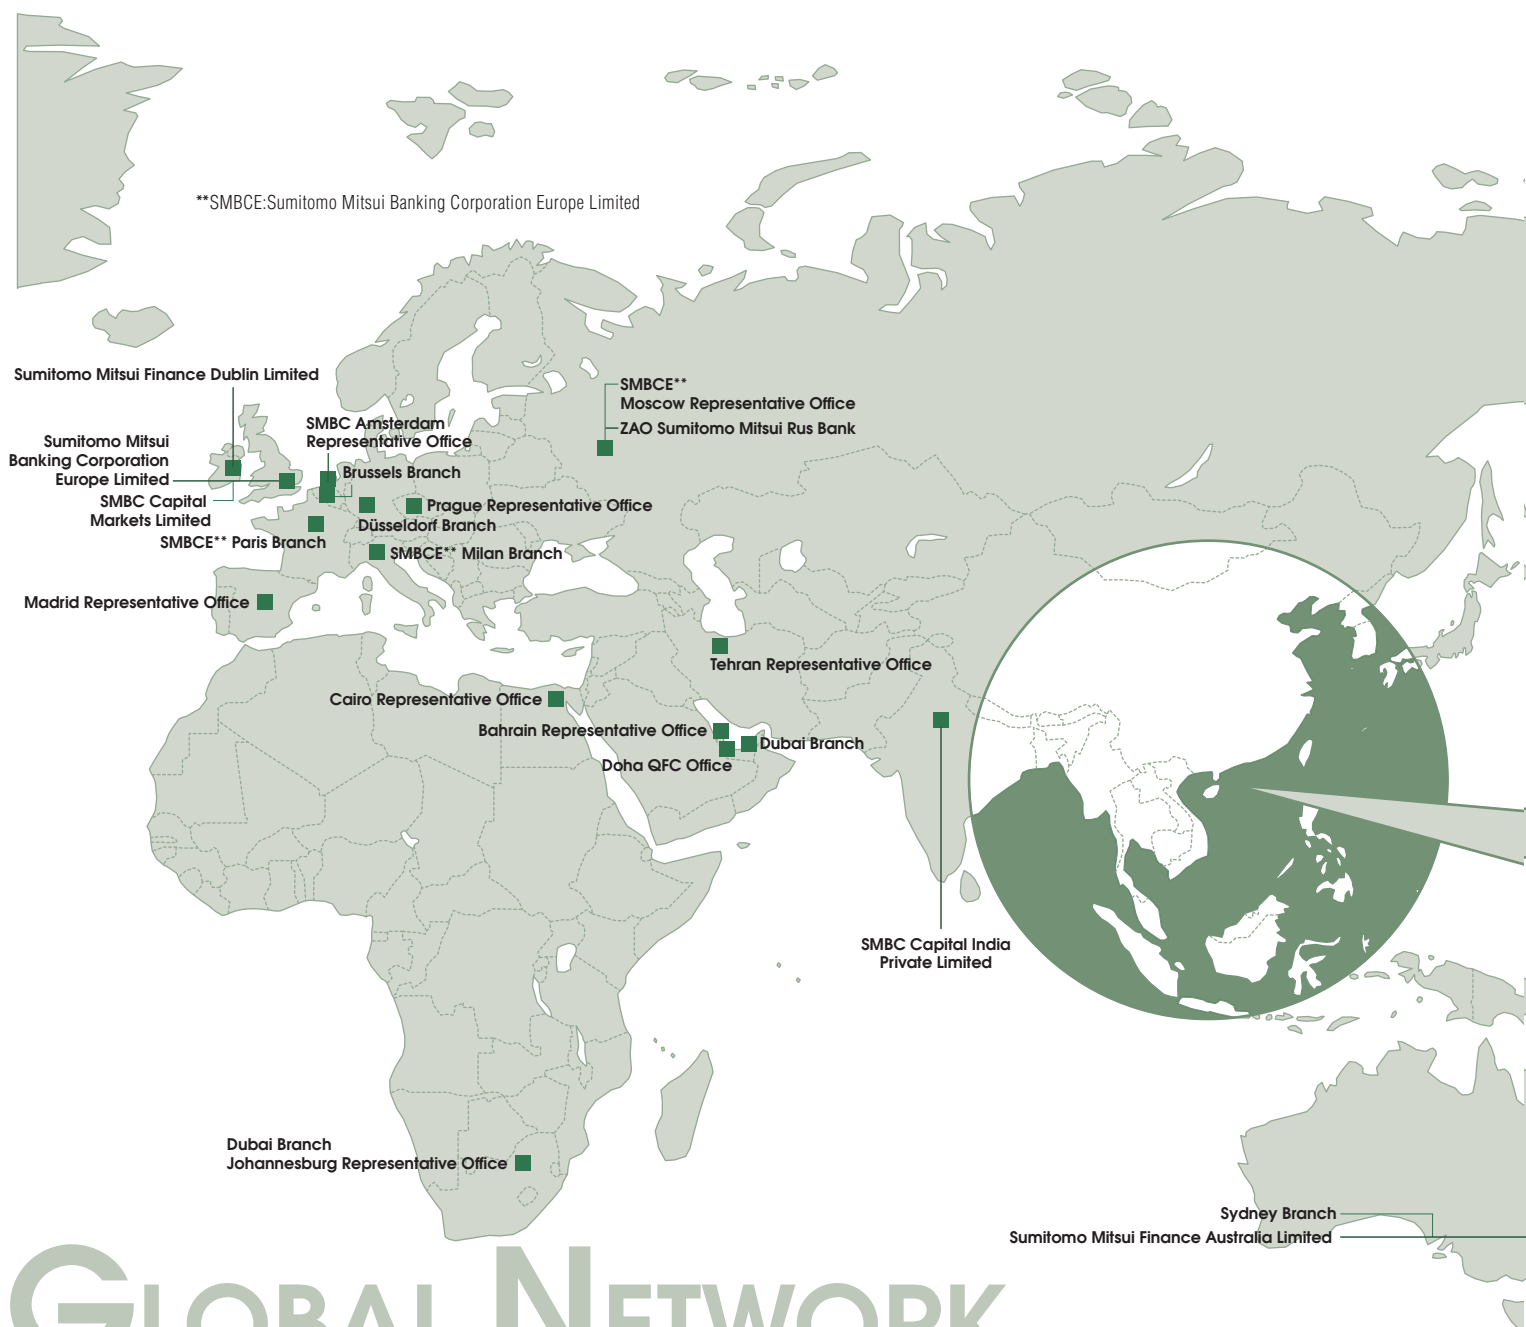 **SMBCE:Sumitomo Mitsui Banking Corporation Europe Limited
Sumitomo Mitsui Finance Dublin Limited
SMBCE**
Moscow Representative Office
ZAO Sumitomo Mitsui Rus Bank
SMBC Amsterdam
Representative Office
Sumitomo Mitsui
Banking Corporation
Europe Limited
Brussels Branch
SMBC Capital
Markets Limited
Prague Representative Office
Düsseldorf Branch
SMBCE** Paris Branch
SMBCE** Milan Branch
Madrid Representative Office
Tehran Representative Office
Cairo Representative Office
Bahrain Representative Office
Dubai Branch
Doha QFC Office
SMBC Capital India
Private Limited
Dubai Branch
Johannesburg Representative Office
Sydney Branch
Sumitomo Mitsui Finance Australia Limited
GLOBAL NETWORK